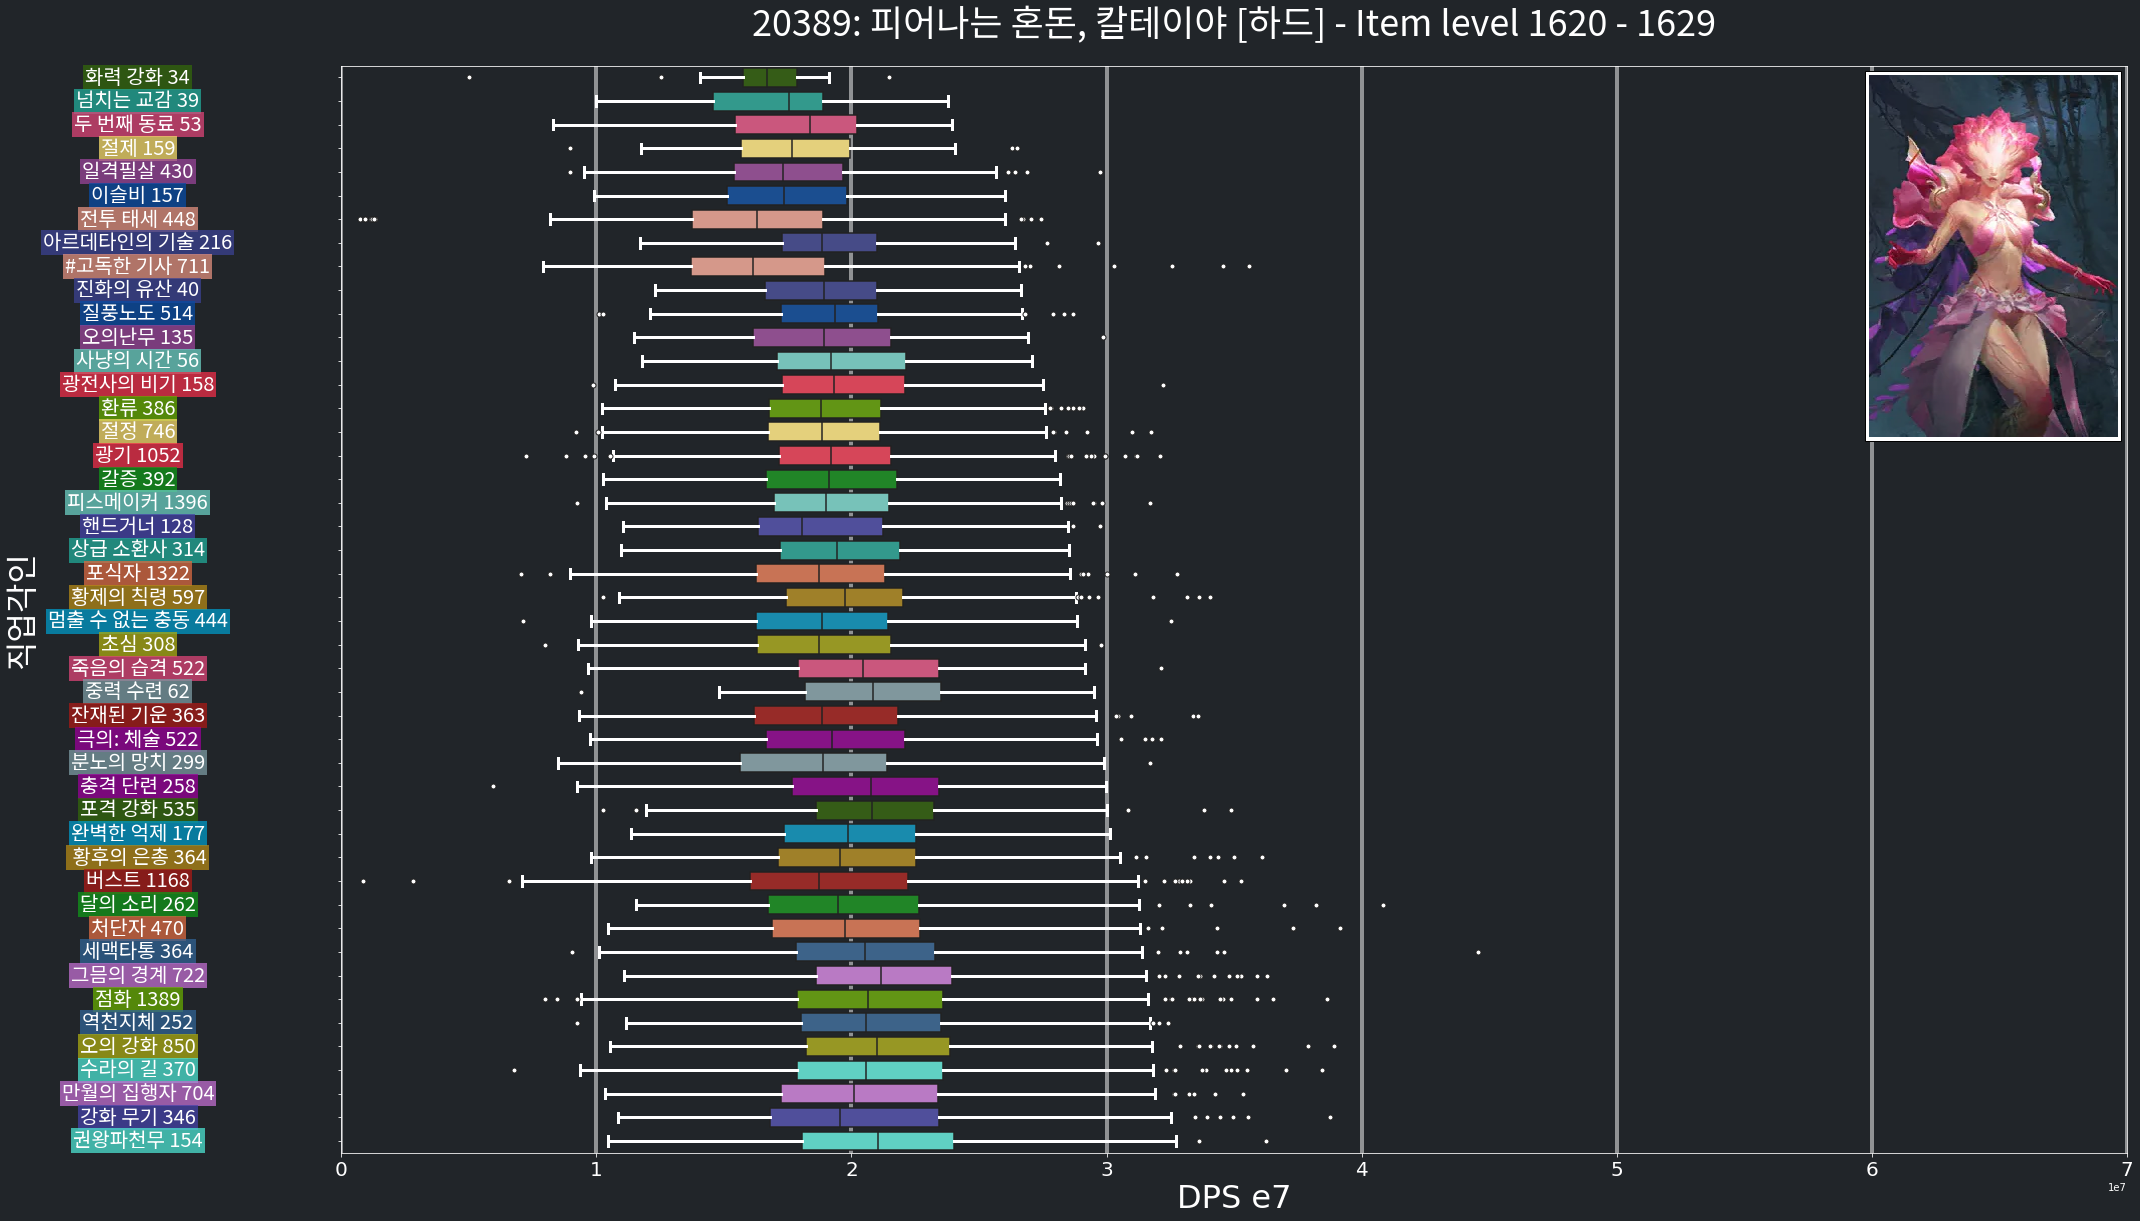 20389: 피어나는 혼돈, 칼테이야 [하드] - Item level 1620 - 1629
화력 강화 34
넘치는 교감 39
두 번째 동료 53
절제 159
일격필살 430
이슬비 157
전투 태세 448
아르데타인의 기술 216
#고독한 기사 711
진화의 유산 40
질풍노도 514
오의난무 135
사냥의 시간 56
광전사의 비기 158
환류 386
절정 746
광기 1052
갈증 392
피스메이커 1396
핸드거너 128
상급 소환사 314
포식자 1322
황제의 칙령 597
멈출 수 없는 충동 444
초심 308
죽음의 습격 522
중력 수련 62
잔재된 기운 363
극의: 체술 522
분노의 망치 299
충격 단련 258
포격 강화 535
완벽한 억제 177
황후의 은총 364
버스트 1168
달의 소리 262
처단자 470
세맥타통 364
그믐의 경계 722
점화 1389
역천지체 252
오의 강화 850
수라의 길 370
만월의 집행자 704
강화 무기 346
권왕파천무 154
직업각인
0 1 2 3 4 5 6 7
DPS e7
1e7